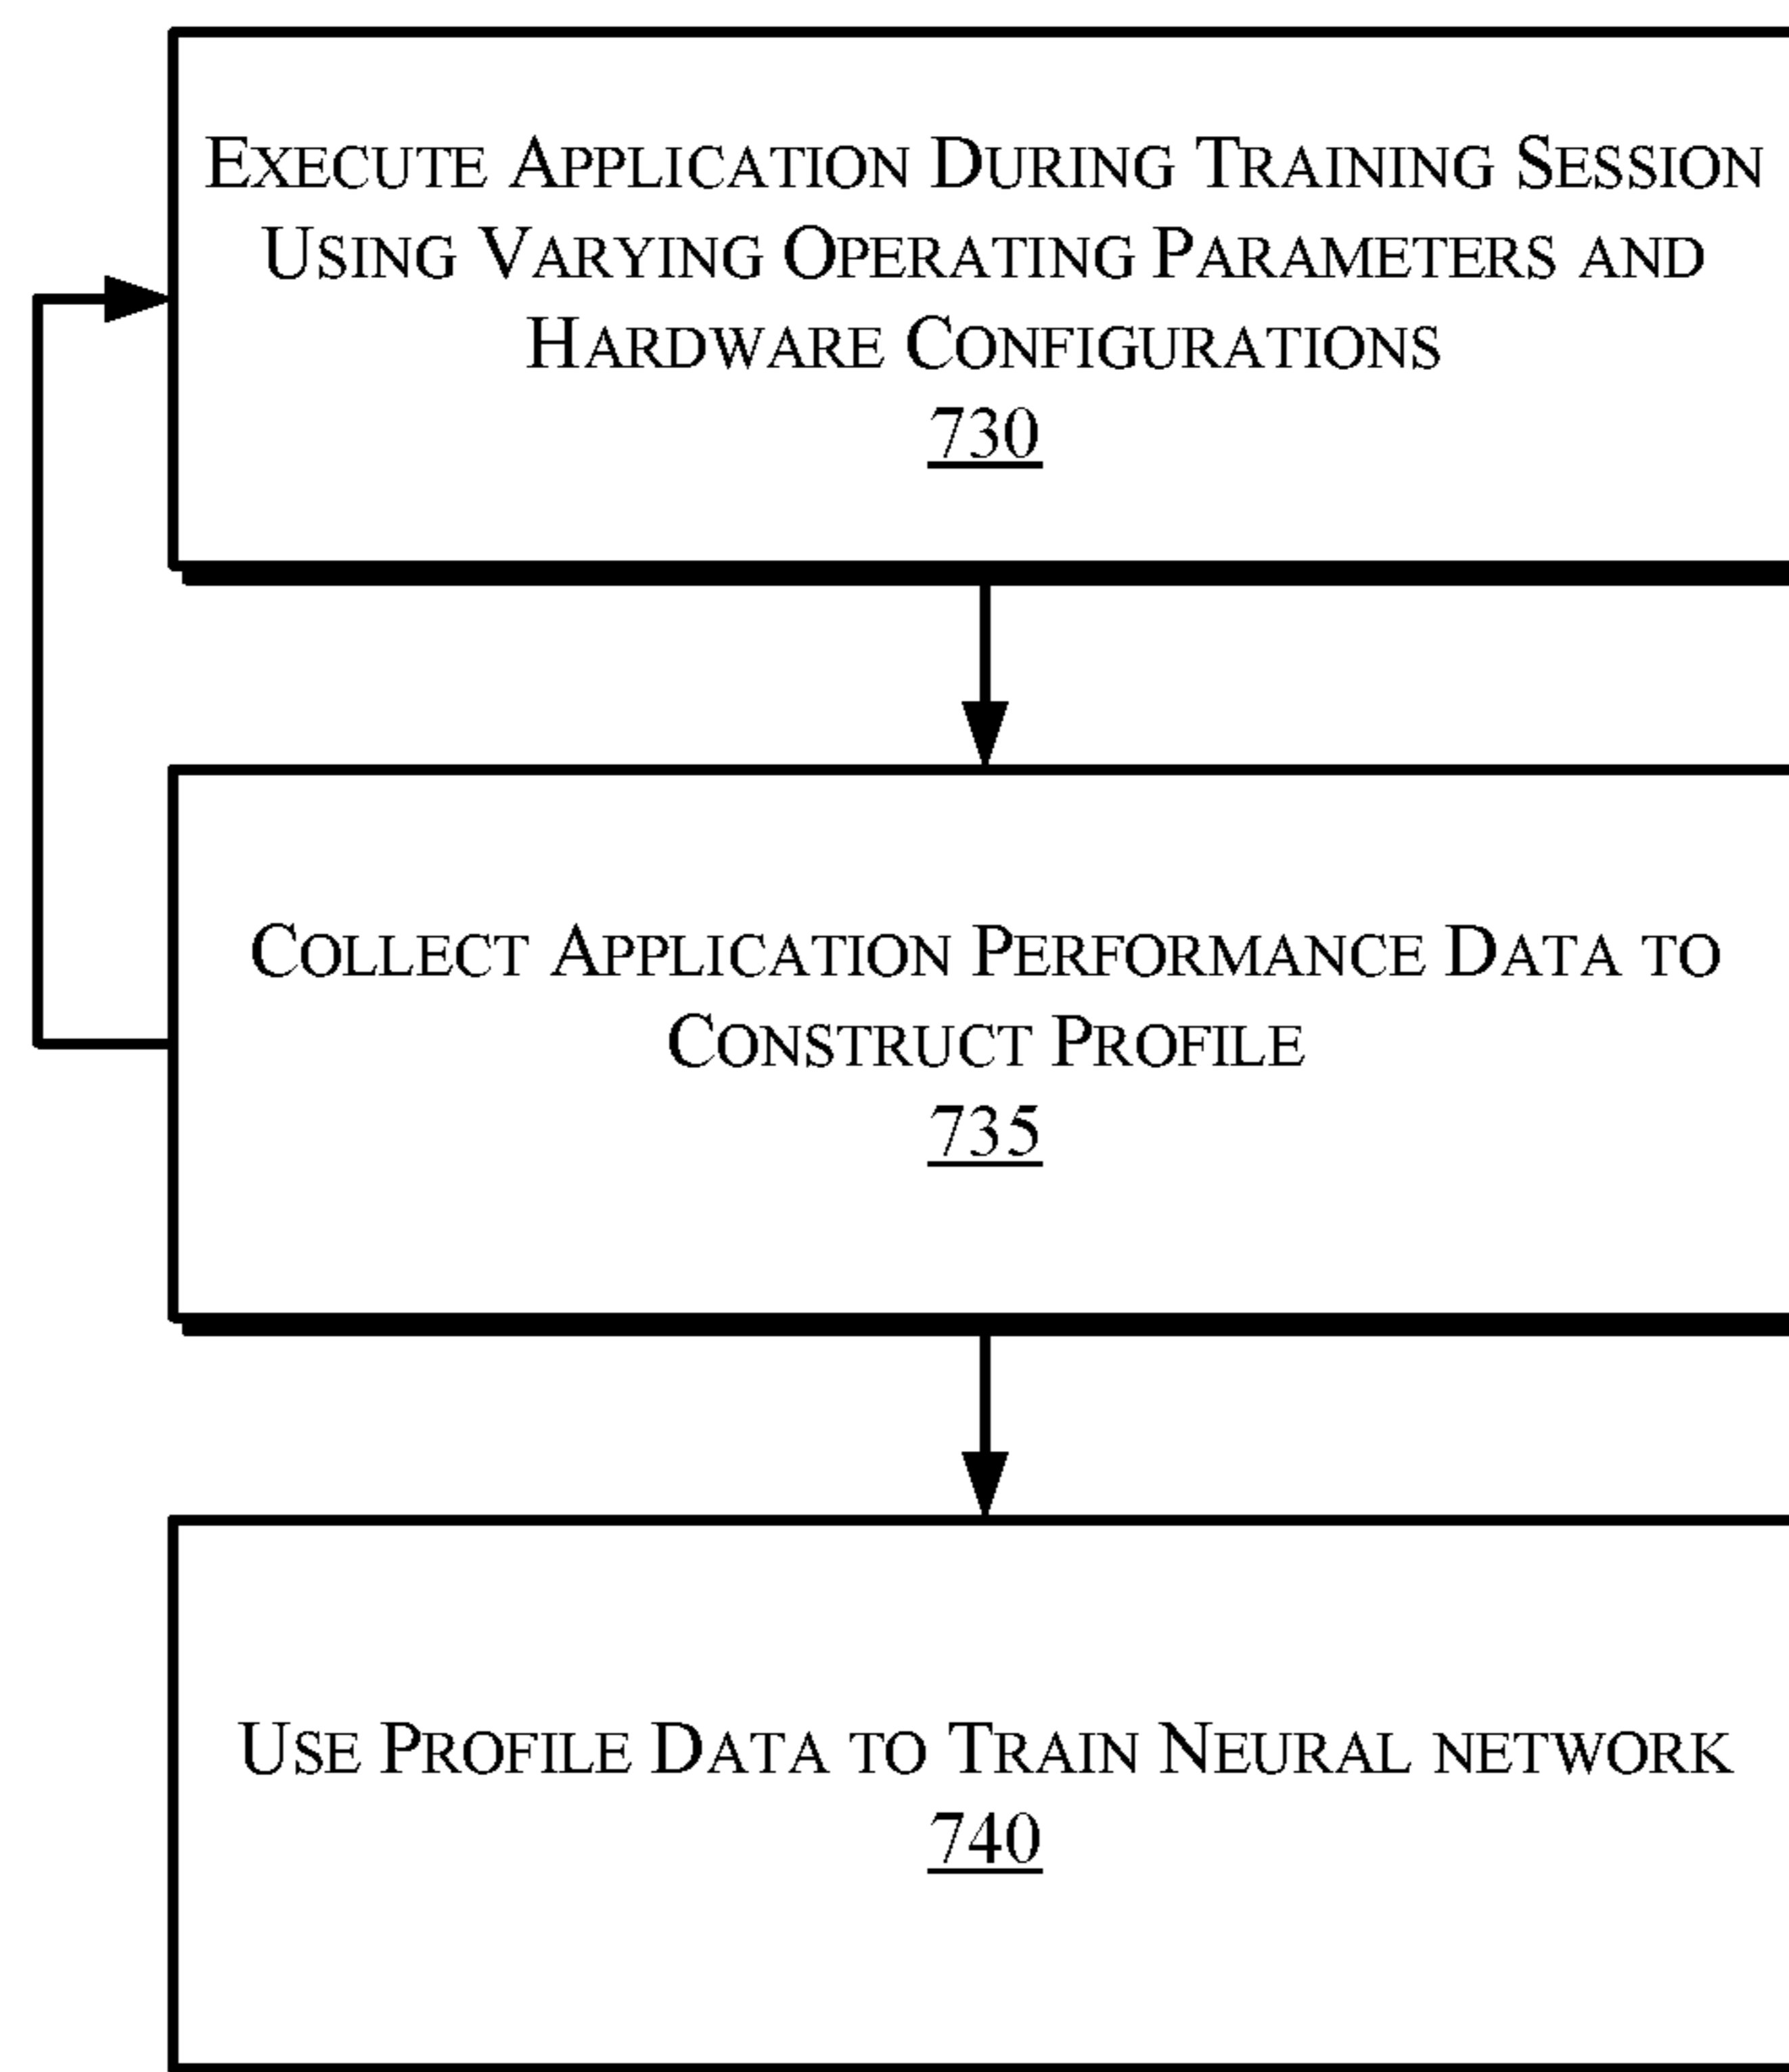 Execute Application During Training Session
Using Varying Operating Parameters and
Hardware Configurations
730
Collect Application Performance Data to
Construct Profile
735
Use Profile Data to Train Neural network
740